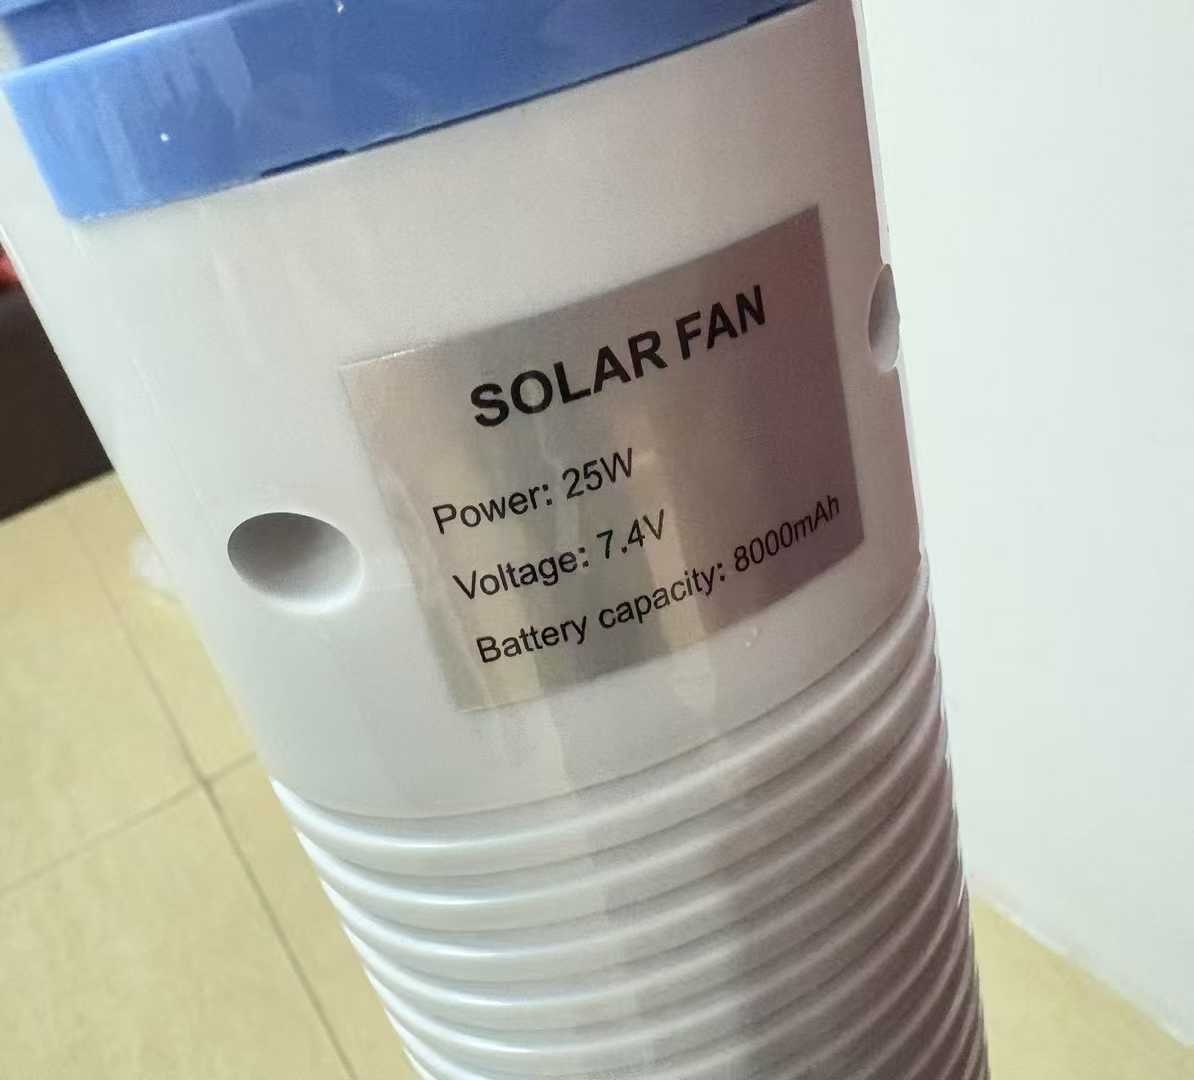 SOLAR FAN
Power: 25W
Voltage: 7.4V
Battery capacity: 8000mAh